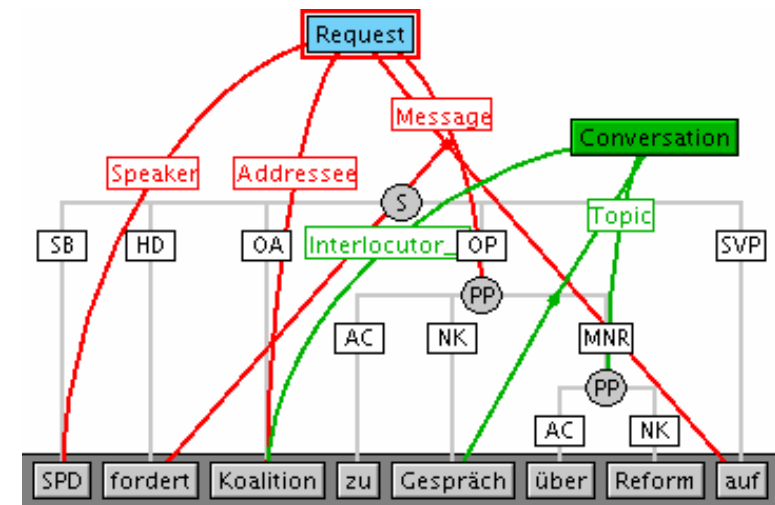 Request
Message
Conversation
Speaker Addressee
S
Topic
SB HD OA Interlocutor_ OP SVP
PP
AC NK MNR
PP
AC NK
SPD fordert Koalition zu Gespräch über Reform auf